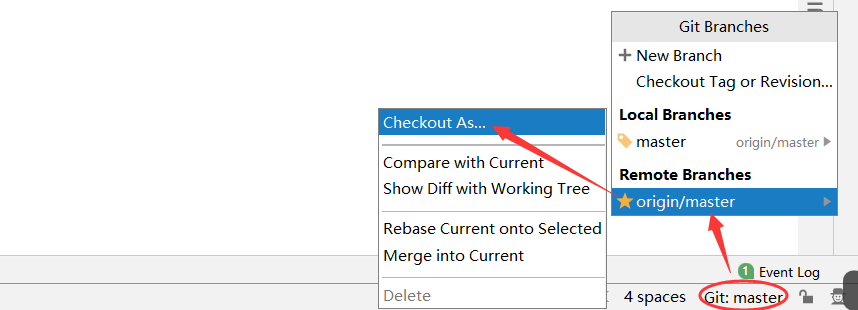 Git Branches
New Branch
Checkout Tag or Revision...
Local Branches
master origin/master
Remote Branches
origin/master
Checkout As...
Compare with Current
Show Diff with Working Tree
Rebase Current onto Selected
Merge into Current
Delete
1 Event Log
4 spaces Git: master